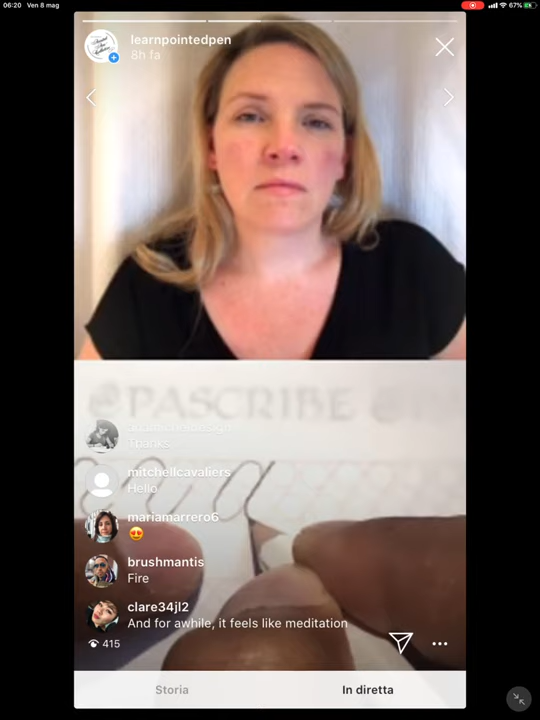 06:20 Ven 8 mag
67%
learnpointedpen
8h fa
@PASCRIBE
Thanks
mitchellcavaliers
Hello
mariamarrero6
😍
brushmantis
Fire
clare34jl2
And for awhile, it feels like meditation
415
Storia
In diretta